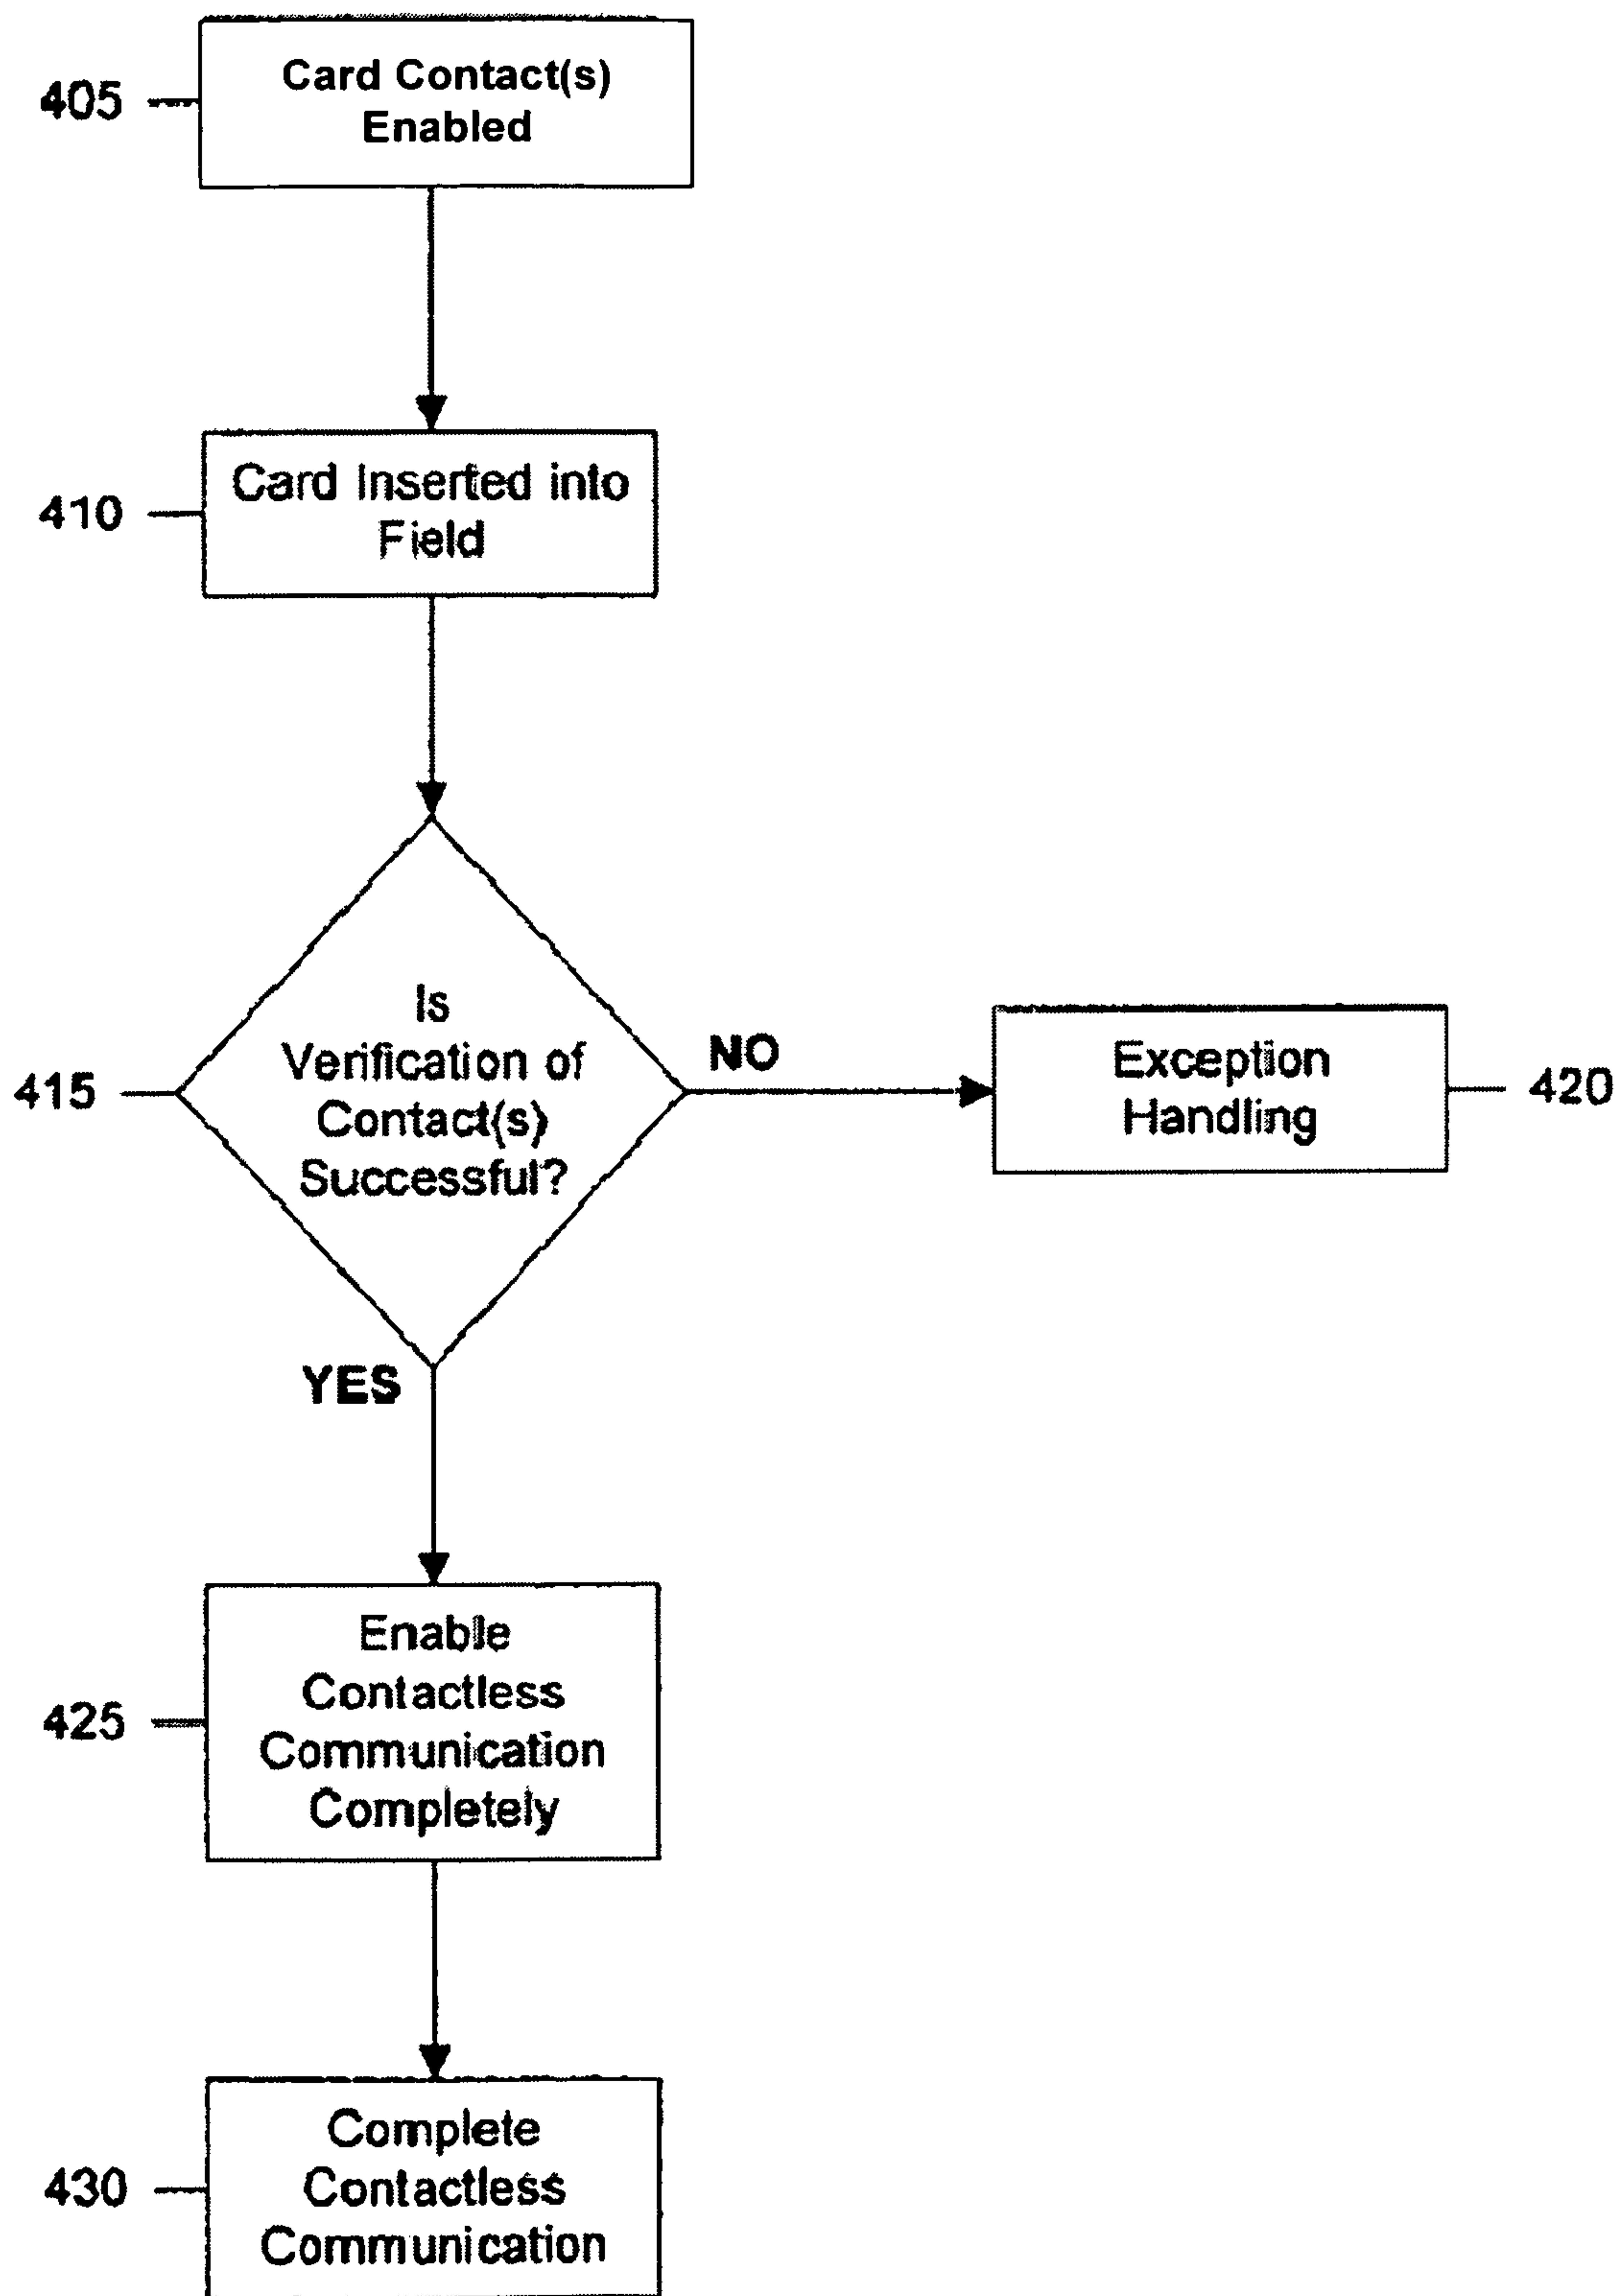 405
Card Contact(s)
Enabled
410
Card Inserted into
Field
415
Is
Verification of
Contact(s)
Successful?
NO
Exception
Handling
420
YES
425
Enable
Contactless
Communication
Completely
430
Complete
Contactless
Communication